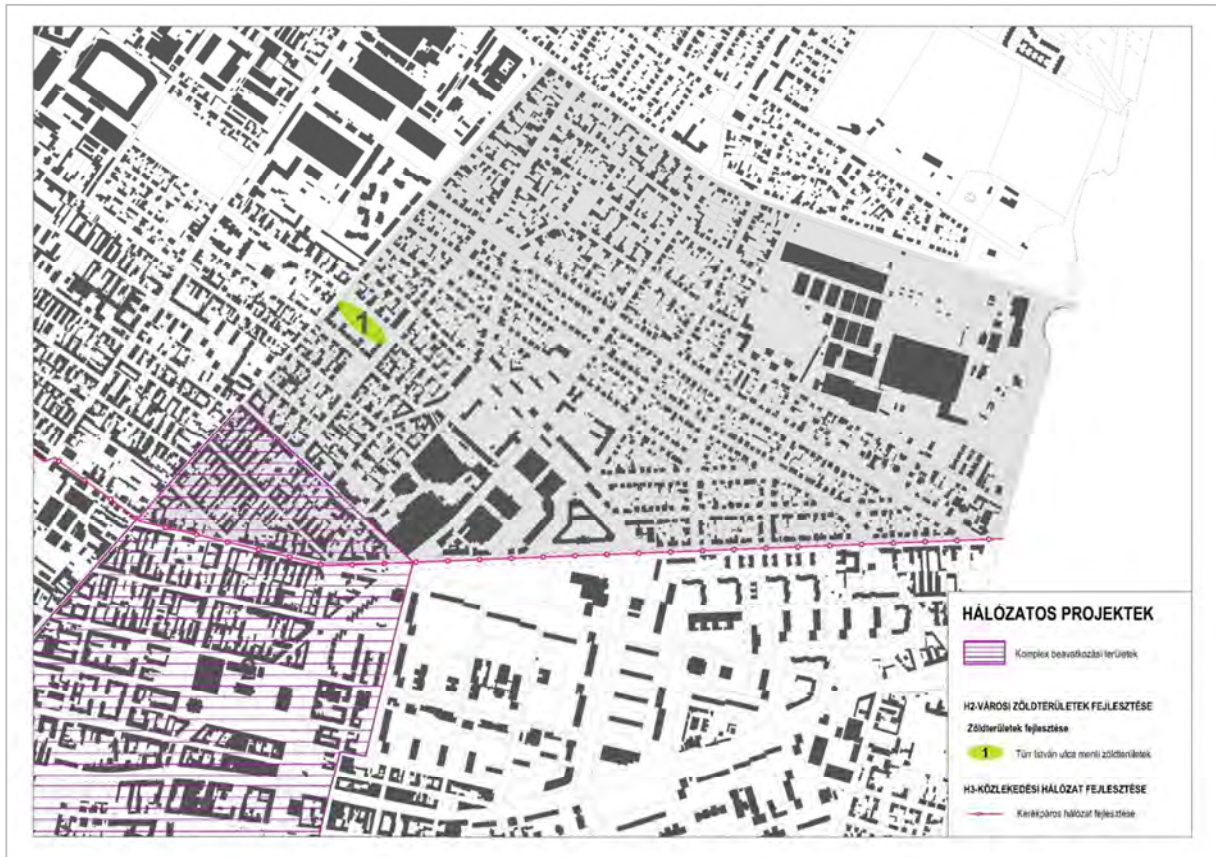 1
HÁLÓZATOS PROJEKTEK
Komplex beavatkozási területek
H2-VÁROSI ZÖLDTERÜLETEK FEJLESZTÉSE
Zöldterületek fejlesztése
1 Türr István utca menti zöldterületek
H3-KÖZLEKEDÉSI HÁLÓZAT FEJLESZTÉSE
Kerékpáros hálózat fejlesztése